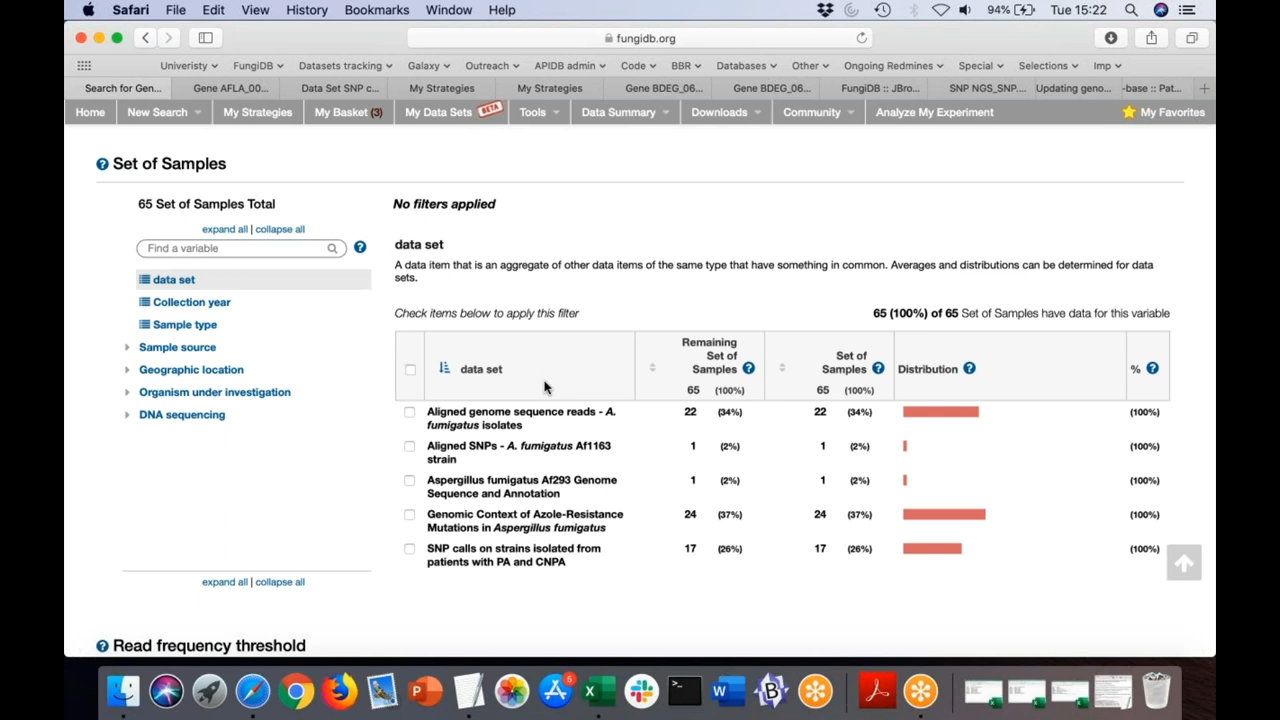 Safari File Edit View History Bookmarks Window Help 94% Tue 15:22
fungidb.org
Univeristy FungiDB Datasets tracking Galaxy Outreach APIDB admin Code BBR Databases Other Ongoing Redmines Special Selections Imp
Search for Gen... Gene AFLA_00... Data Set SNP c... My Strategies My Strategies Gene BDEG_06... Gene BDEG_06... FungiDB :: JBro... SNP NGS_SNP.... Updating geno... -base :: Pat...
Home New Search My Strategies My Basket (3) My Data Sets BETA Tools Data Summary Downloads Community Analyze My Experiment My Favorites
Set of Samples
65 Set of Samples Total
expand all | collapse all
Find a variable
data set
Collection year
Sample type
Sample source
Geographic location
Organism under investigation
DNA sequencing
expand all | collapse all
No filters applied
data set
A data item that is an aggregate of other data items of the same type that have something in common. Averages and distributions can be determined for data
sets.
Check items below to apply this filter 65 (100%) of 65 Set of Samples have data for this variable
data set
Remaining
Set of
Samples
65 (100%)
Set of
Samples
65 (100%)
Distribution
%
Aligned genome sequence reads - A. 22 (34%) 22 (34%) (100%)
fumigatus isolates
Aligned SNPs - A. fumigatus Af1163 1 (2%) 1 (2%) (100%)
strain
Aspergillus fumigatus Af293 Genome 1 (2%) 1 (2%) (100%)
Sequence and Annotation
Genomic Context of Azole-Resistance 24 (37%) 24 (37%) (100%)
Mutations in Aspergillus fumigatus
SNP calls on strains isolated from 17 (26%) 17 (26%) (100%)
patients with PA and CNPA
Read frequency threshold
5